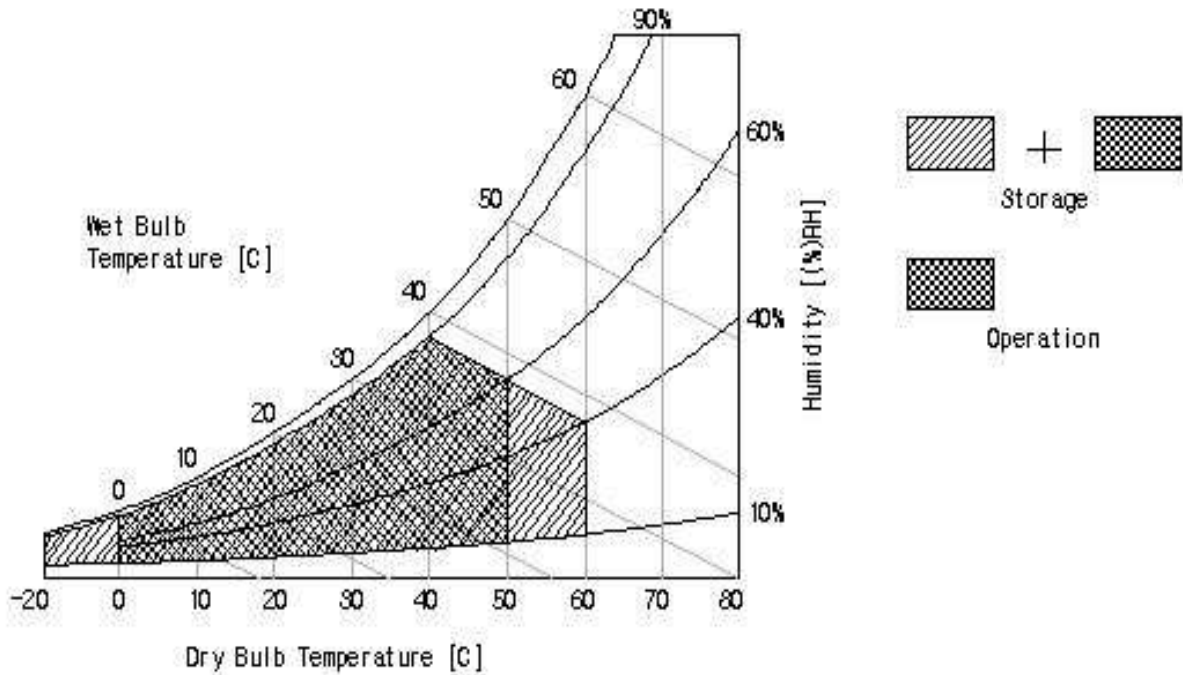 90%
60
60%
50
Wet Bulb
Temperature [C]
40
30
20
10
0
40%
10%
Humidity [(%)RH]
-20 0 10 20 30 40 50 60 70 80
Dry Bulb Temperature [C]
+
Storage
Operation